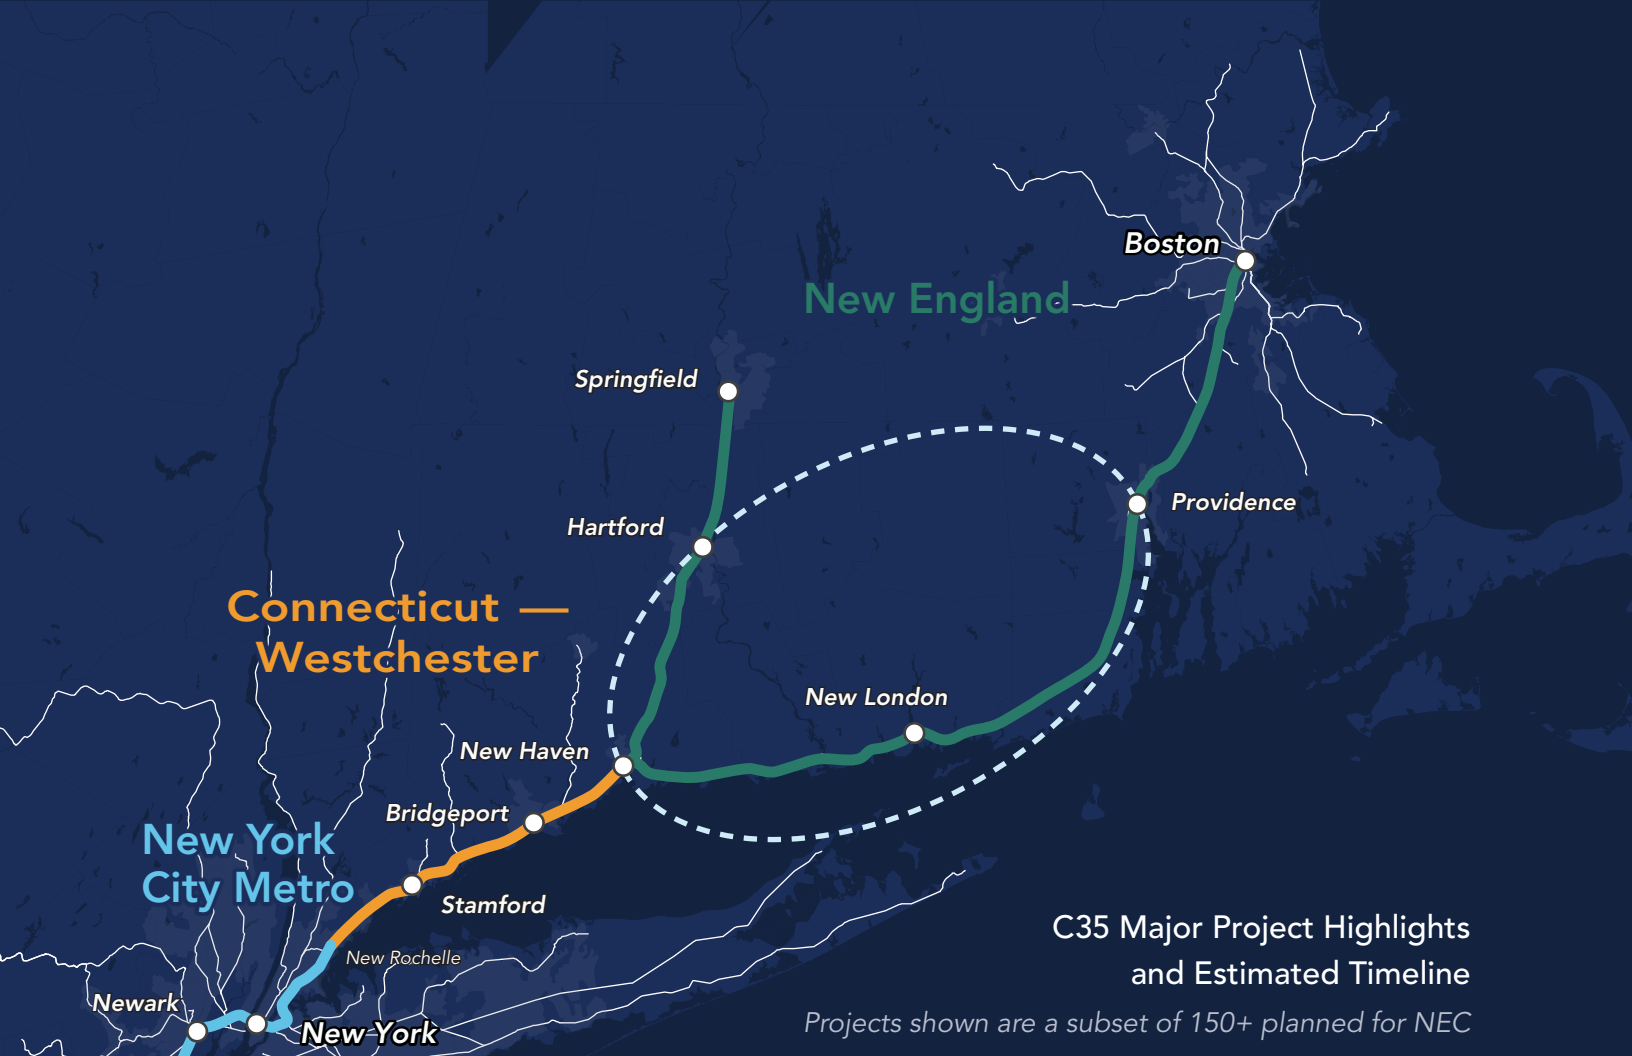 Boston
New England
Springfield
Providence
Hartford
Connecticut —
Westchester
New London
New Haven
Bridgeport
New York
City Metro
Stamford
New Rochelle
Newark
New York
C35 Major Project Highlights
and Estimated Timeline
Projects shown are a subset of 150+ planned for NEC